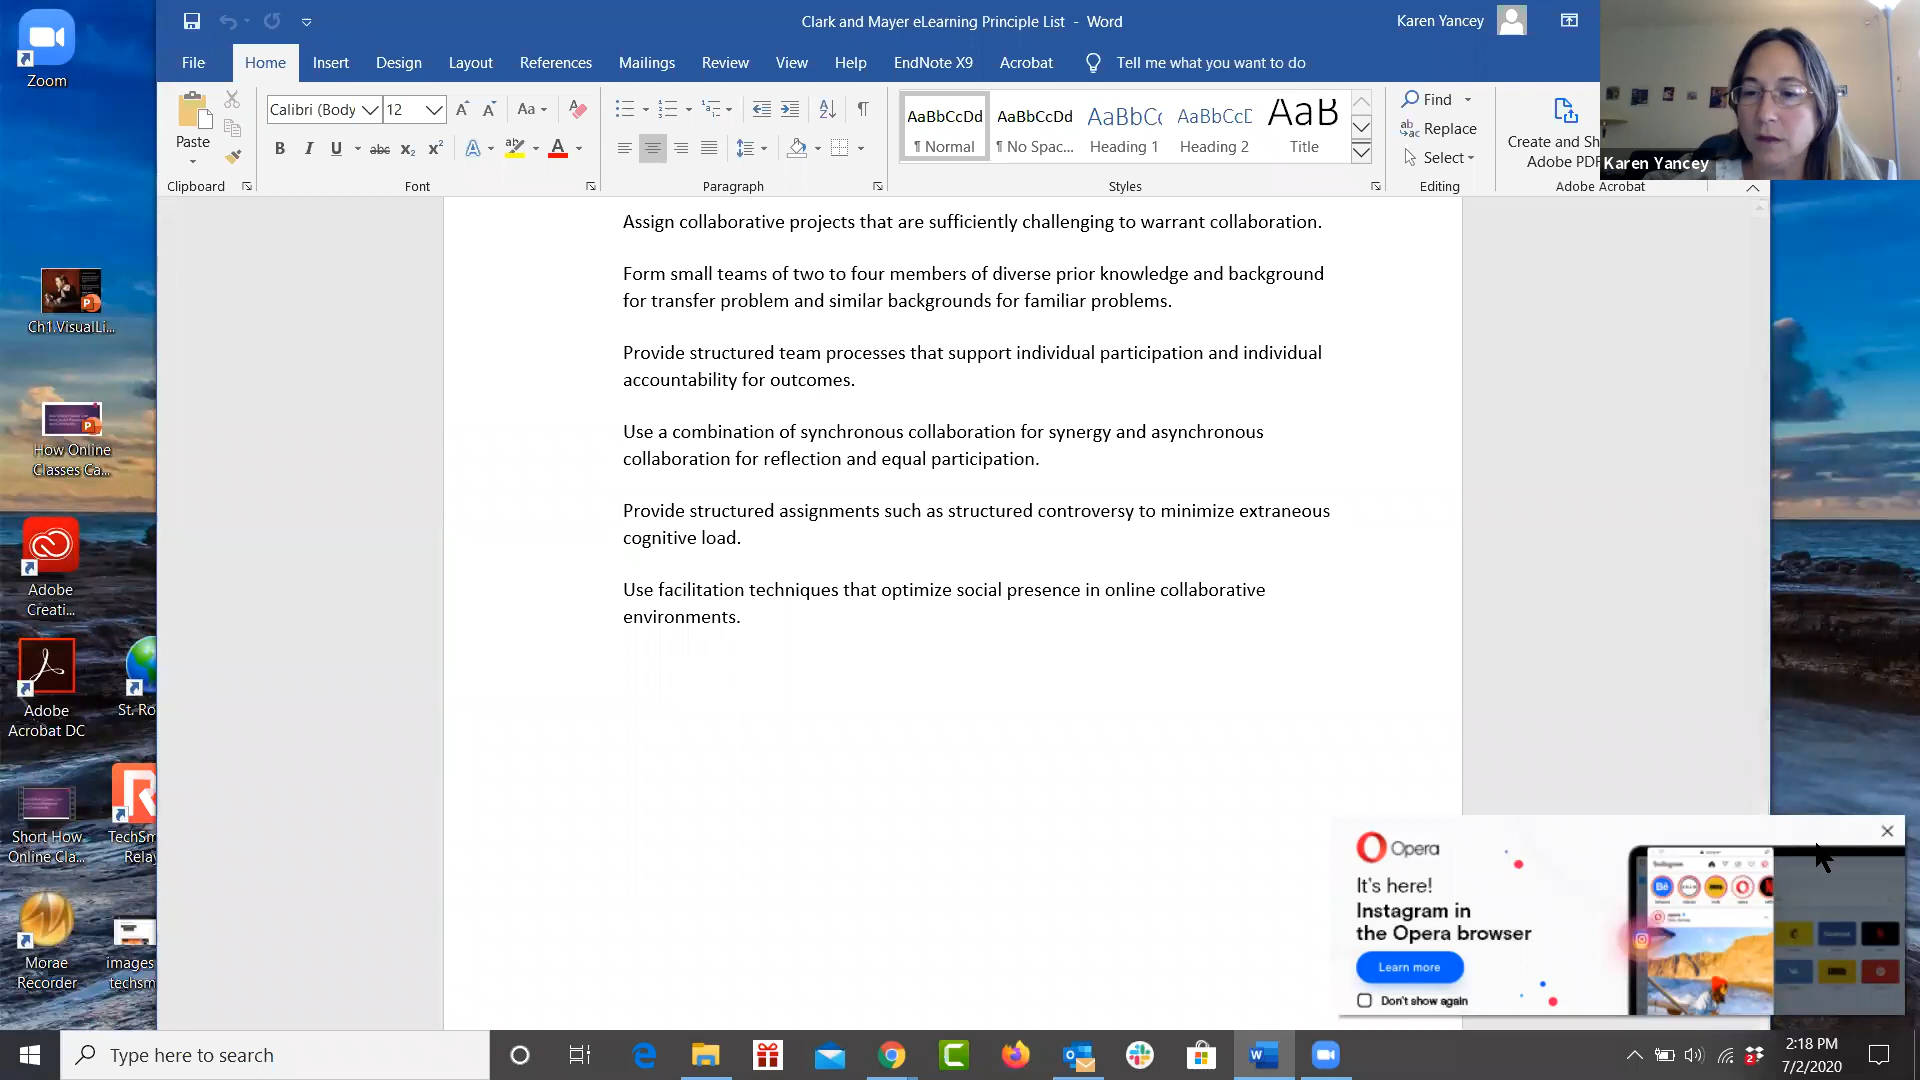 Clark and Mayer eLearning Principle List - Word
Karen Yancey
File Home Insert Design Layout References Mailings Review View Help EndNote X9 Acrobat Tell me what you want to do
Paste
Clipboard
Calibri (Body 12
Aa
B I U abc x₂ x² A A
Font
Paragraph
AaBbCcDd AaBbCcDd AaBbCc AaBbCcD AaB
¶ Normal ¶ No Spac... Heading 1 Heading 2 Title
Styles
Find
Replace
Select
Editing
Create and Sh
Adobe PDF
Adobe Acrobat
Karen Yancey
Assign collaborative projects that are sufficiently challenging to warrant collaboration.
Form small teams of two to four members of diverse prior knowledge and background
for transfer problem and similar backgrounds for familiar problems.
Provide structured team processes that support individual participation and individual
accountability for outcomes.
Use a combination of synchronous collaboration for synergy and asynchronous
collaboration for reflection and equal participation.
Provide structured assignments such as structured controversy to minimize extraneous
cognitive load.
Use facilitation techniques that optimize social presence in online collaborative
environments.
Zoom
Ch1.VisualLi...
How Online
Classes Ca...
Adobe
Creati...
Adobe
Acrobat DC
St. Ro
Short How
Online Cla...
TechSm
Relay
Morae
Recorder
images
techsm
Opera
It's here!
Instagram in
the Opera browser
Learn more
Don't show again
Type here to search
2:18 PM
7/2/2020